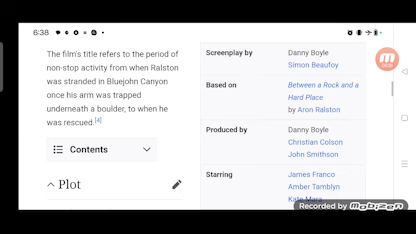 6:38
The film's title refers to the period of
non-stop activity from when Ralston
was stranded in Bluejohn Canyon
once his arm was trapped
underneath a boulder, to when he
was rescued.[4]
Contents
Plot
Screenplay by
Danny Boyle
Simon Beaufoy
Based on
Between a Rock and a
Hard Place
by Aron Ralston
Produced by
Danny Boyle
Christian Colson
John Smithson
Starring
James Franco
Amber Tamblyn
Kate Mara
Recorded by Mobizen